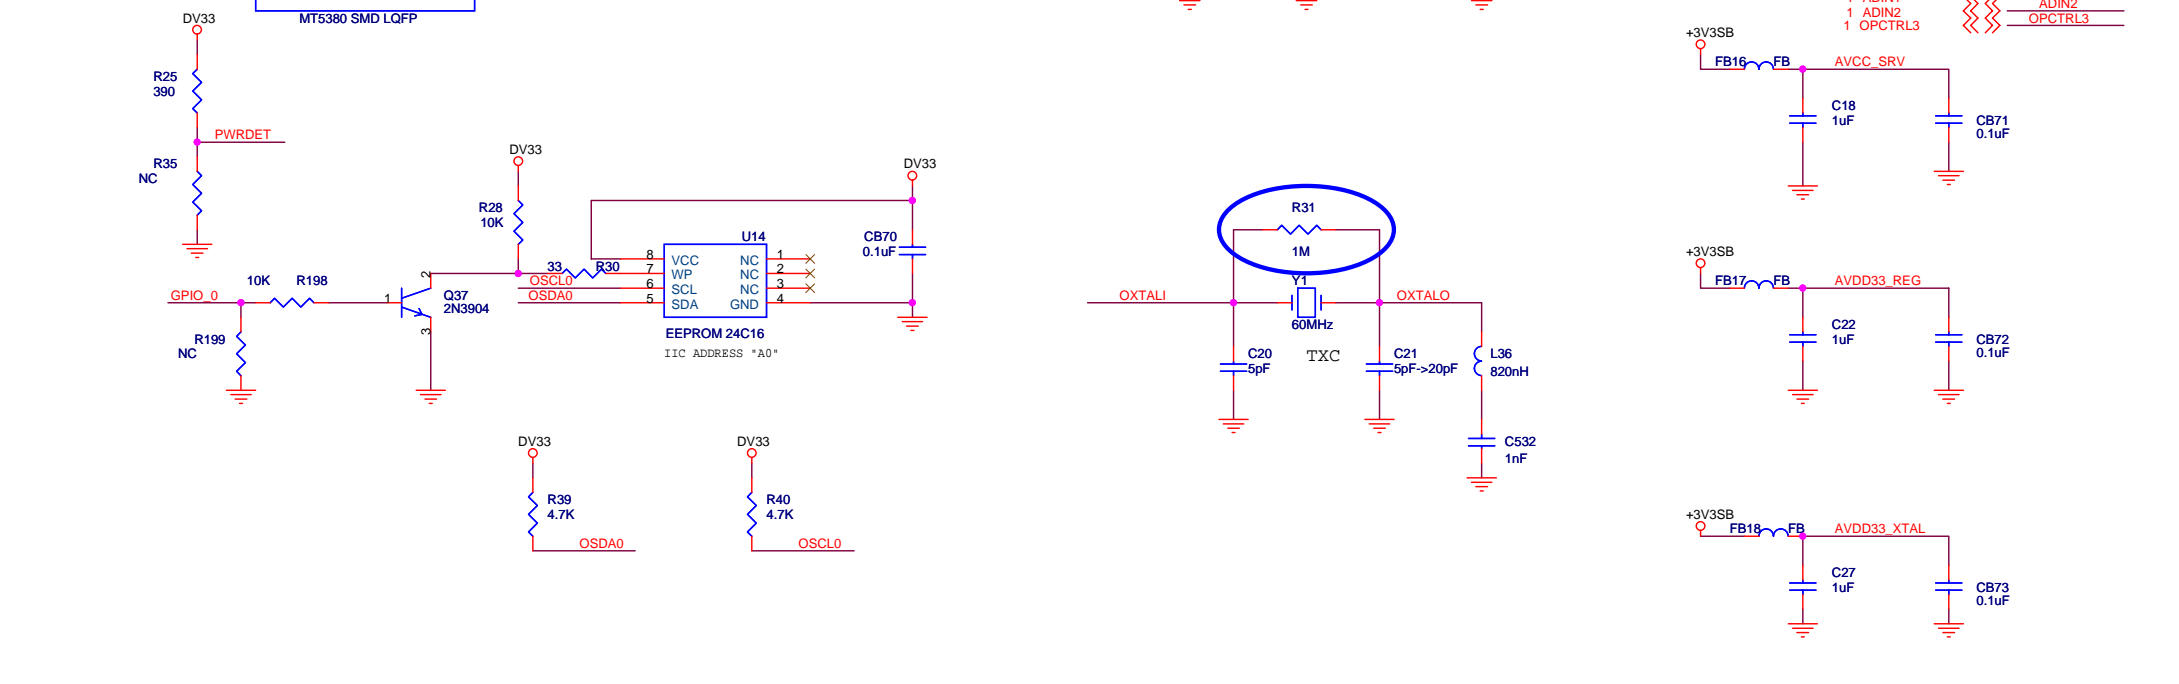 MT5380 SMD LQFP
DV33
R25
390
PWRDET
R35
NC
DV33
R28
10K
DV33
CB70
0.1uF
U14
33 R30
OSCL0
OSDA0
8 VCC NC 1
7 WP NC 2
6 SCL NC 3
5 SDA GND 4
EEPROM 24C16
IIC ADDRESS "A0"
GPIO_0
10K R198
R199
NC
1
2
3
Q37
2N3904
DV33
R39
4.7K
OSDA0
DV33
R40
4.7K
OSCL0
R31
1M
Y1
OXTALI
OXTALO
60MHz
TXC
C20
5pF
C21
5pF->20pF
L36
820nH
C532
1nF
1 ADIN2
1 OPCTRL3
ADIN2
OPCTRL3
+3V3SB
FB16 FB
AVCC_SRV
C18
1uF
CB71
0.1uF
+3V3SB
FB17 FB
AVDD33_REG
C22
1uF
CB72
0.1uF
+3V3SB
FB18 FB
AVDD33_XTAL
C27
1uF
CB73
0.1uF